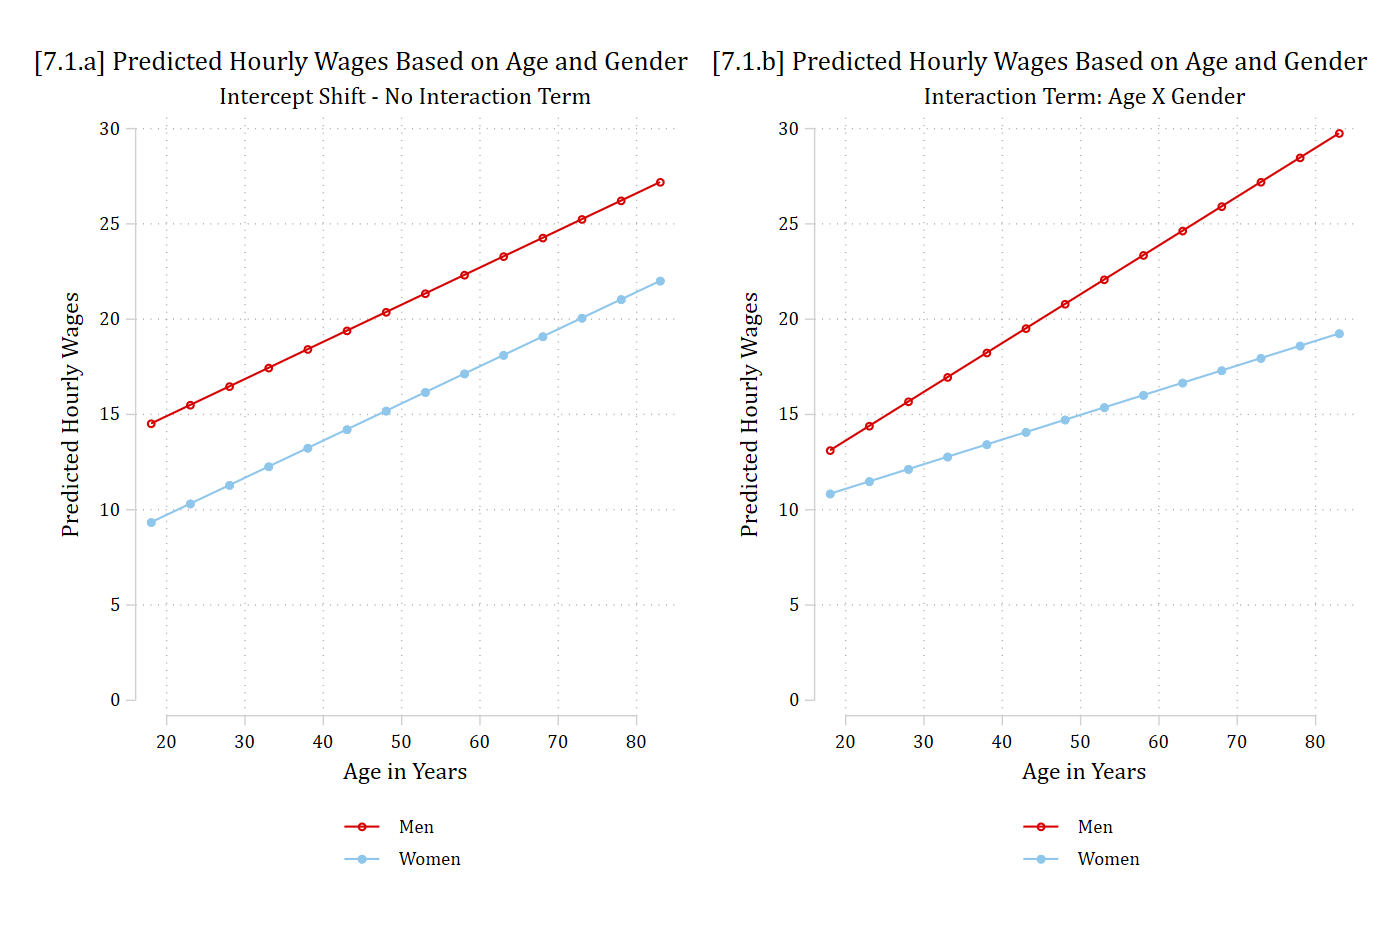 [7.1.a] Predicted Hourly Wages Based on Age and Gender
Intercept Shift - No Interaction Term
Predicted Hourly Wages
30
25
20
15
10
5
0
20 30 40 50 60 70 80
Age in Years
Men
Women
[7.1.b] Predicted Hourly Wages Based on Age and Gender
Interaction Term: Age X Gender
Predicted Hourly Wages
30
25
20
15
10
5
0
20 30 40 50 60 70 80
Age in Years
Men
Women